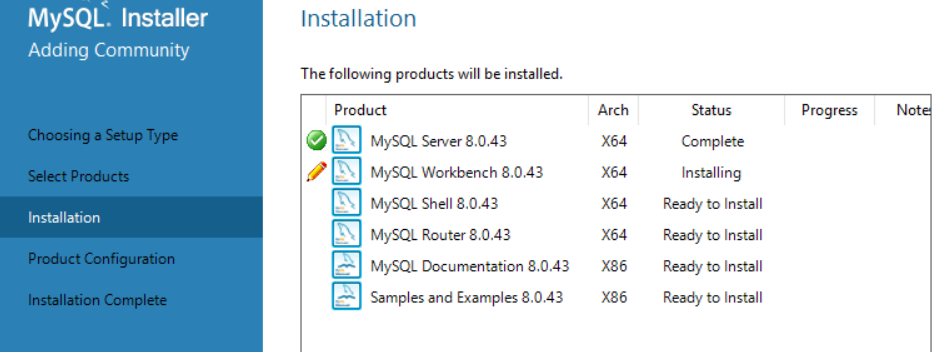 MySQL. Installer
Adding Community
Choosing a Setup Type
Select Products
Installation
Product Configuration
Installation Complete
Installation
The following products will be installed.
Product Arch Status Progress Notes
MySQL Server 8.0.43 X64 Complete
MySQL Workbench 8.0.43 X64 Installing
MySQL Shell 8.0.43 X64 Ready to Install
MySQL Router 8.0.43 X64 Ready to Install
MySQL Documentation 8.0.43 X86 Ready to Install
Samples and Examples 8.0.43 X86 Ready to Install